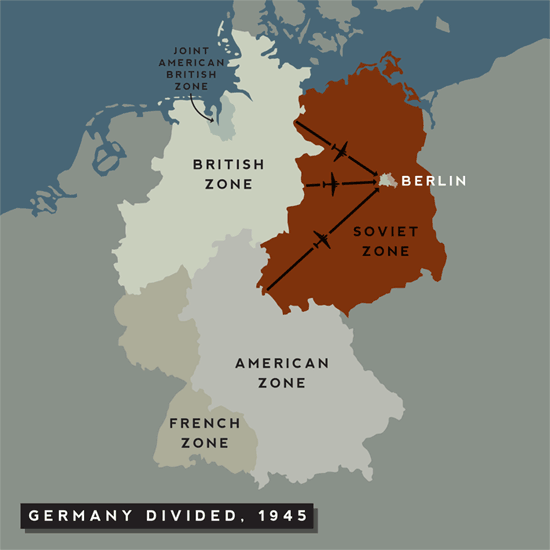 JOINT
AMERICAN
BRITISH
ZONE
BRITISH
ZONE
BERLIN
SOVIET
ZONE
AMERICAN
ZONE
FRENCH
ZONE
GERMANY DIVIDED, 1945